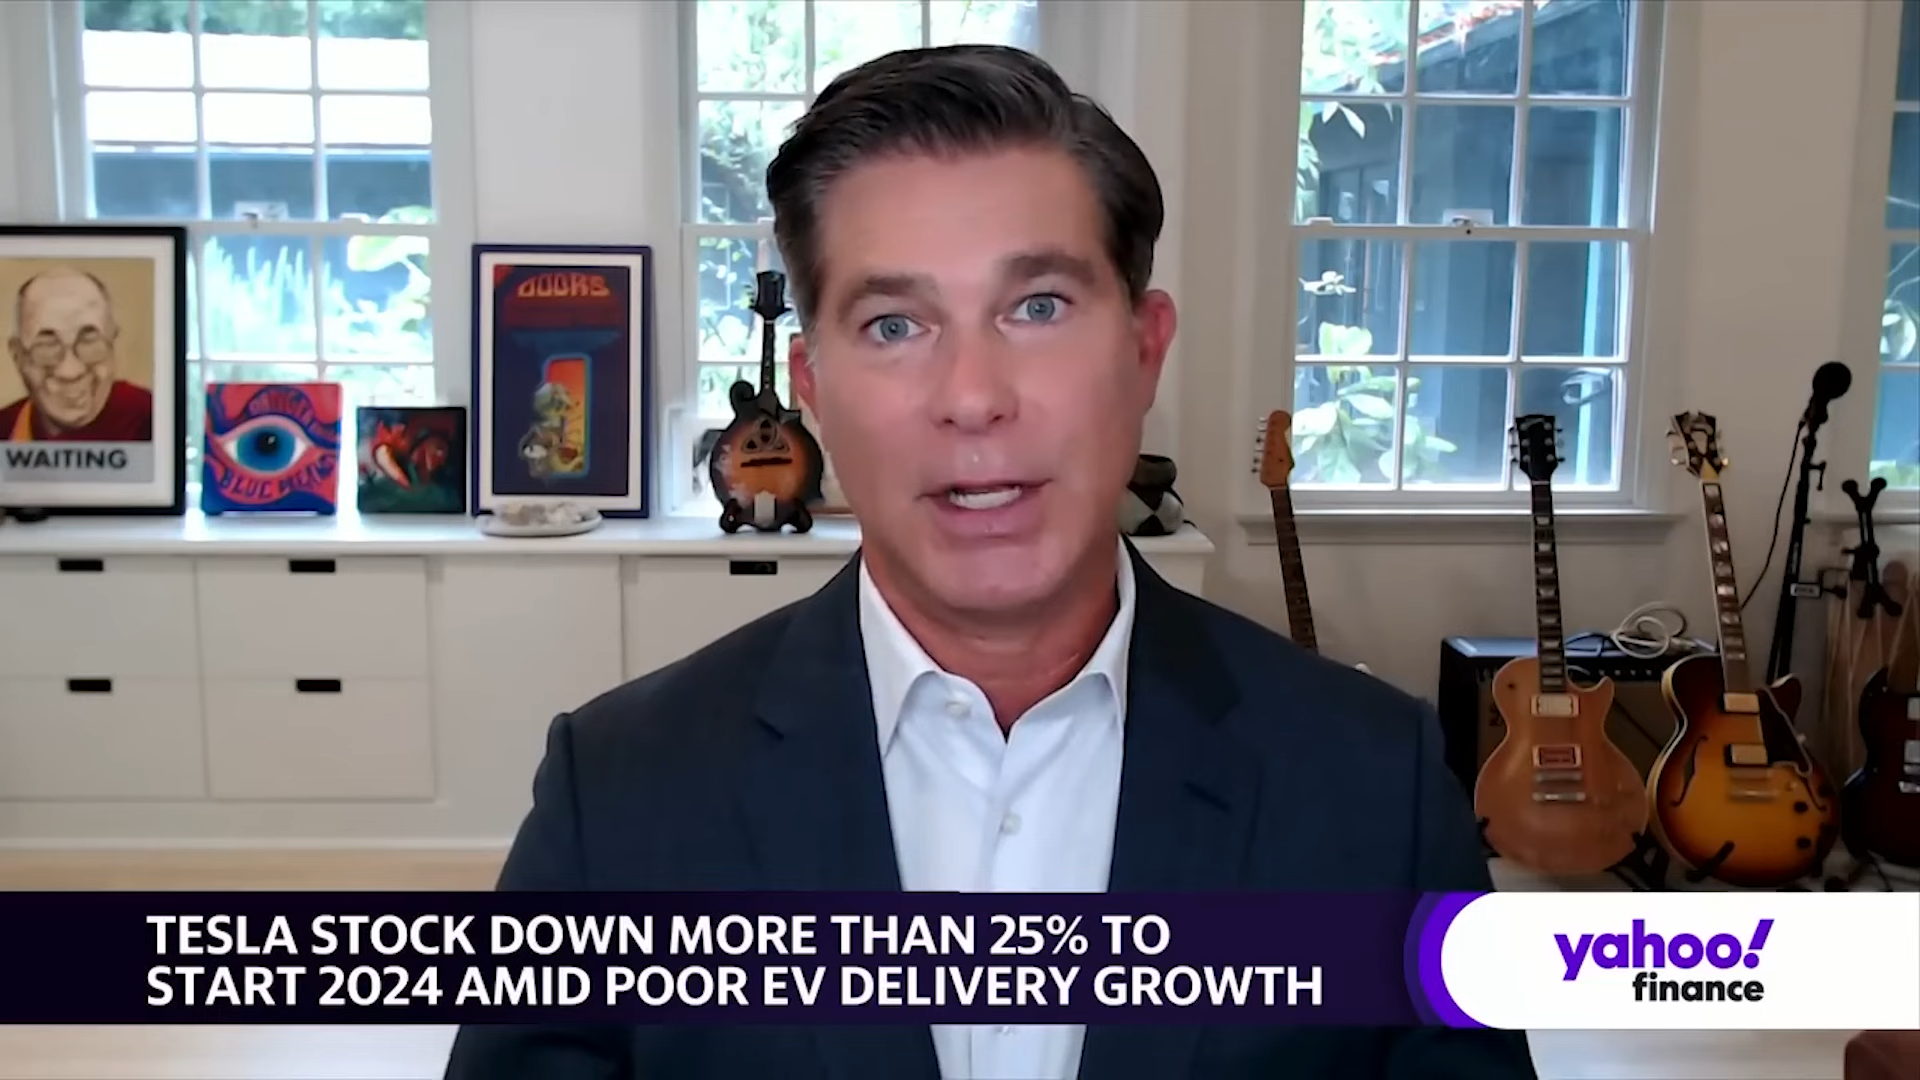 DOORS
WAITING
TESLA STOCK DOWN MORE THAN 25% TO
START 2024 AMID POOR EV DELIVERY GROWTH
yahoo!
finance